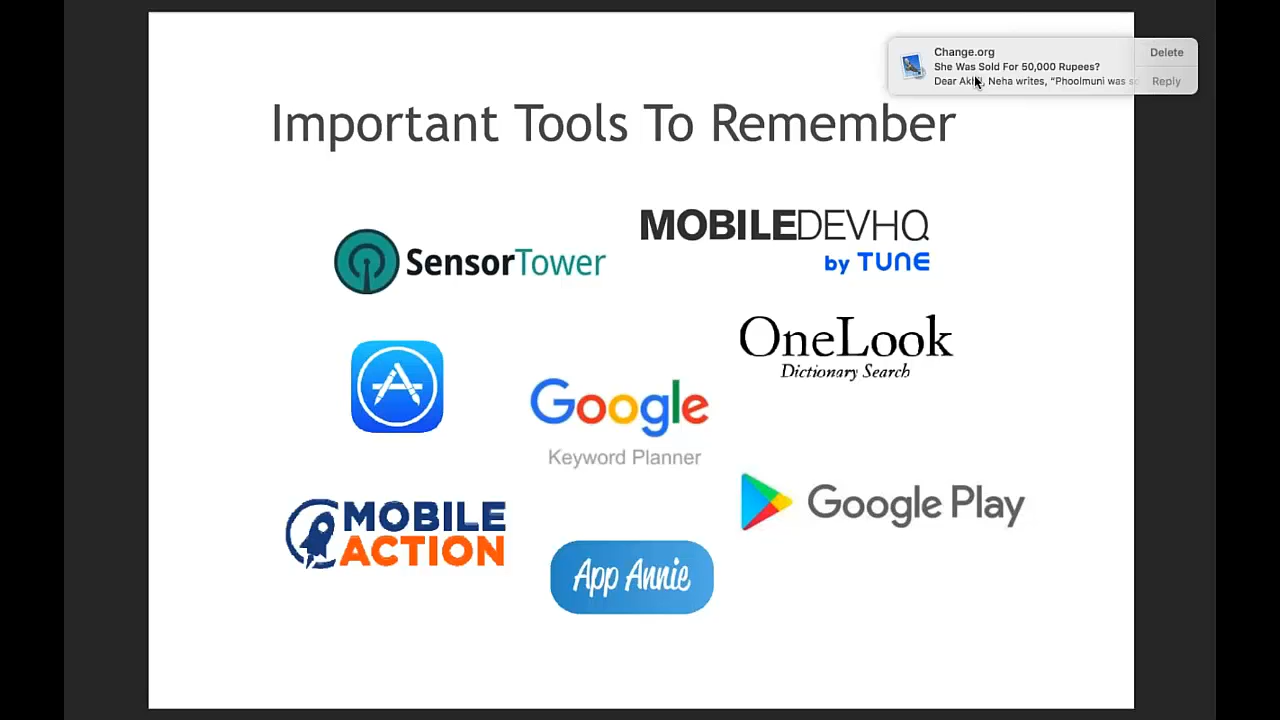 Change.org
Delete
She Was Sold For 50,000 Rupees?
Neha writes, “Phoolmuni was
Reply
Important Tools To Remember
MOBILEDEVHQ
by TUNE
SensorTower
OneLook
Dictionary Search
Google
Keyword Planner
Google Play
MOBILE
ACTION
App Annie